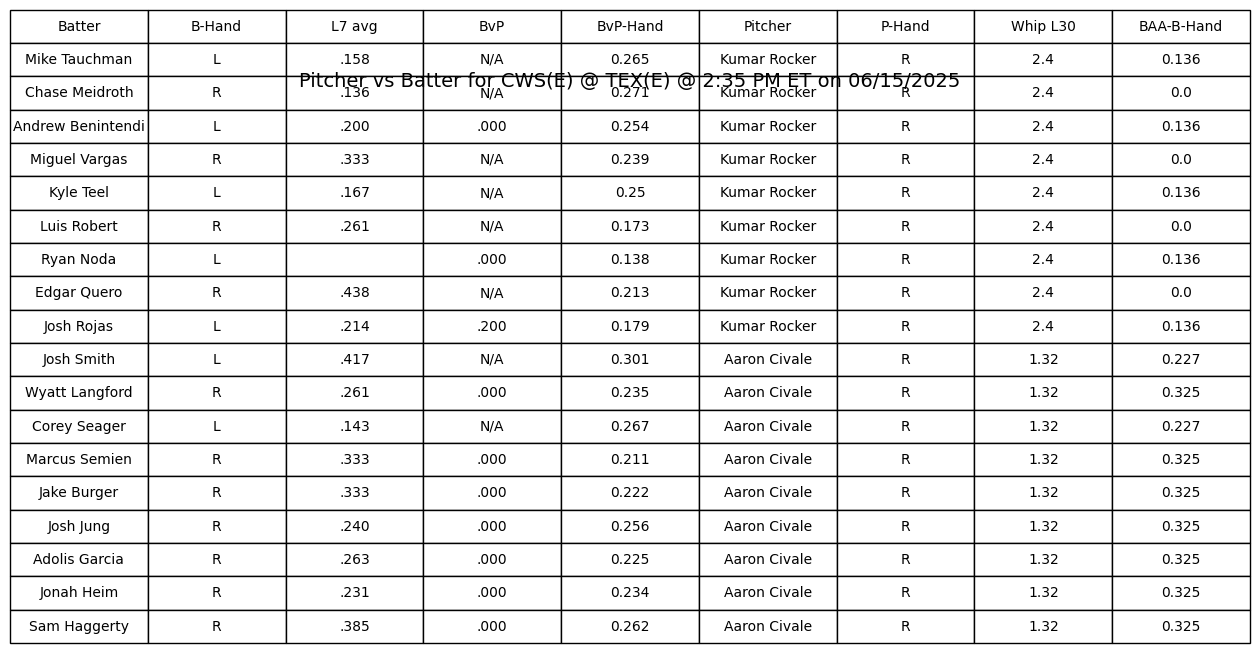 Batter B-Hand L7 avg BvP BvP-Hand Pitcher P-Hand Whip L30 BAA-B-Hand
Mike Tauchman L .158 N/A 0.265 Kumar Rocker R 2.4 0.136
Pitcher vs Batter for CWS(E) @ TEX(E) @ 2:35 PM ET on 06/15/2025
Chase Meidroth R .136 N/A 0.271 Kumar Rocker R 2.4 0.0
Andrew Benintendi L .200 .000 0.254 Kumar Rocker R 2.4 0.136
Miguel Vargas R .333 N/A 0.239 Kumar Rocker R 2.4 0.0
Kyle Teel L .167 N/A 0.25 Kumar Rocker R 2.4 0.136
Luis Robert R .261 N/A 0.173 Kumar Rocker R 2.4 0.0
Ryan Noda L .000 0.138 Kumar Rocker R 2.4 0.136
Edgar Quero R .438 N/A 0.213 Kumar Rocker R 2.4 0.0
Josh Rojas L .214 .200 0.179 Kumar Rocker R 2.4 0.136
Josh Smith L .417 N/A 0.301 Aaron Civale R 1.32 0.227
Wyatt Langford R .261 .000 0.235 Aaron Civale R 1.32 0.325
Corey Seager L .143 N/A 0.267 Aaron Civale R 1.32 0.227
Marcus Semien R .333 .000 0.211 Aaron Civale R 1.32 0.325
Jake Burger R .333 .000 0.222 Aaron Civale R 1.32 0.325
Josh Jung R .240 .000 0.256 Aaron Civale R 1.32 0.325
Adolis Garcia R .263 .000 0.225 Aaron Civale R 1.32 0.325
Jonah Heim R .231 .000 0.234 Aaron Civale R 1.32 0.325
Sam Haggerty R .385 .000 0.262 Aaron Civale R 1.32 0.325